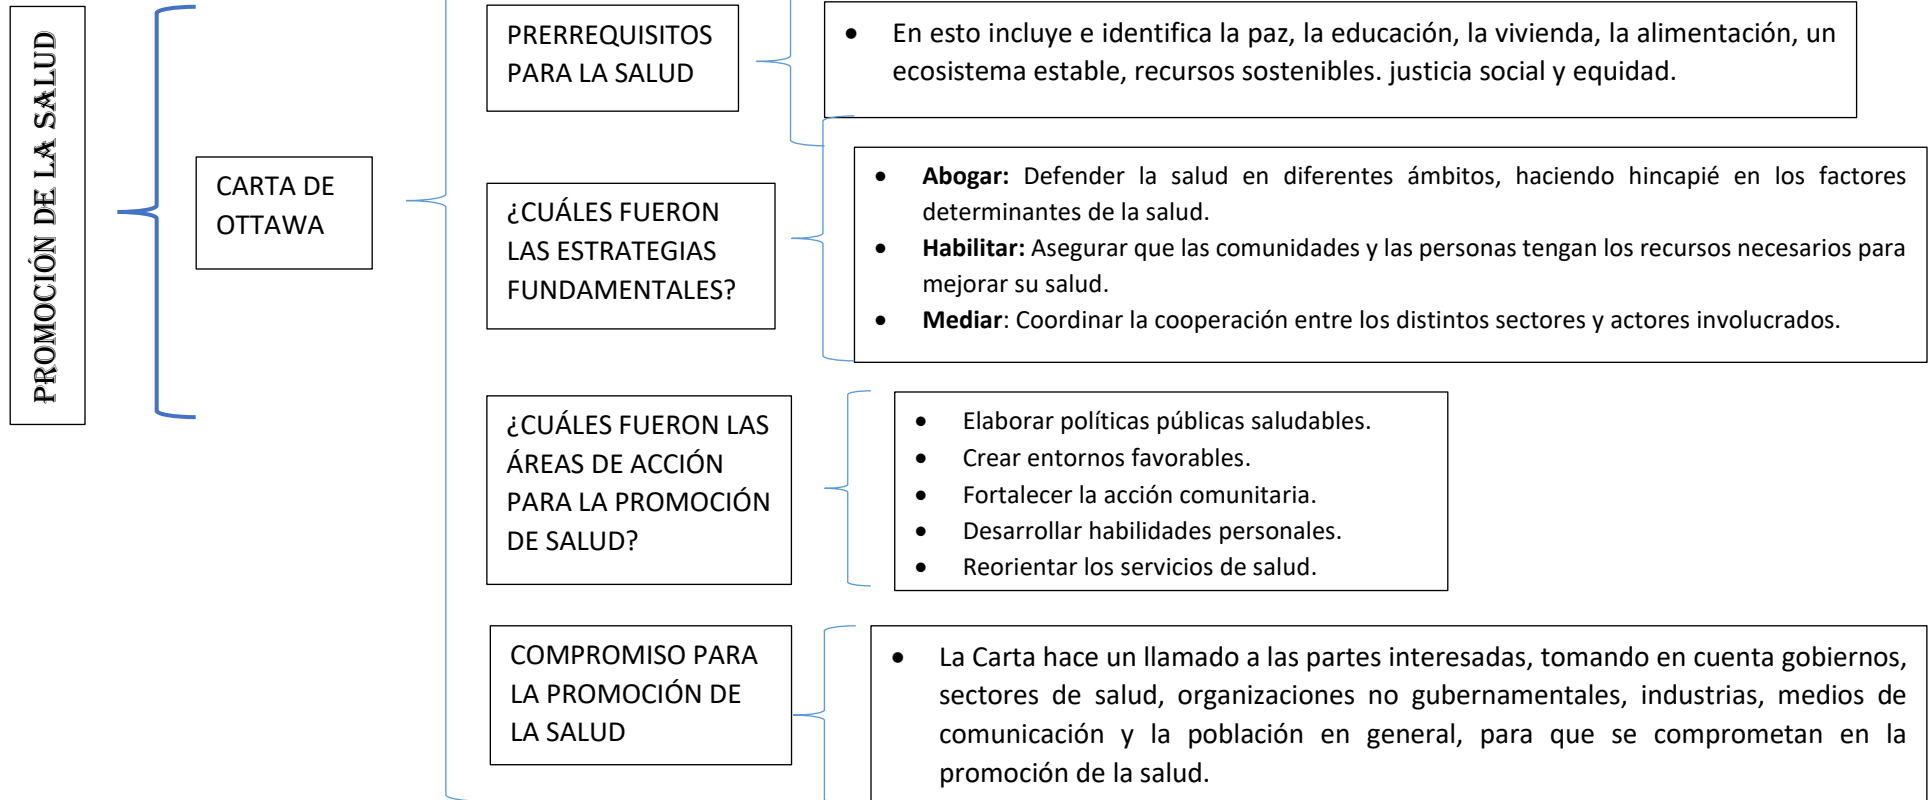 PROMOCIÓN DE LA SALUD
CARTA DE
OTTAWA
PRERREQUISITOS
PARA LA SALUD
• En esto incluye e identifica la paz, la educación, la vivienda, la alimentación, un
ecosistema estable, recursos sostenibles. justicia social y equidad.
¿CUÁLES FUERON
LAS ESTRATEGIAS
FUNDAMENTALES?
• Abogar: Defender la salud en diferentes ámbitos, haciendo hincapié en los factores
determinantes de la salud.
• Habilitar: Asegurar que las comunidades y las personas tengan los recursos necesarios para
mejorar su salud.
• Mediar: Coordinar la cooperación entre los distintos sectores y actores involucrados.
¿CUÁLES FUERON LAS
ÁREAS DE ACCIÓN
PARA LA PROMOCIÓN
DE SALUD?
• Elaborar políticas públicas saludables.
• Crear entornos favorables.
• Fortalecer la acción comunitaria.
• Desarrollar habilidades personales.
• Reorientar los servicios de salud.
COMPROMISO PARA
LA PROMOCIÓN DE
LA SALUD
• La Carta hace un llamado a las partes interesadas, tomando en cuenta gobiernos,
sectores de salud, organizaciones no gubernamentales, industrias, medios de
comunicación y la población en general, para que se comprometan en la
promoción de la salud.